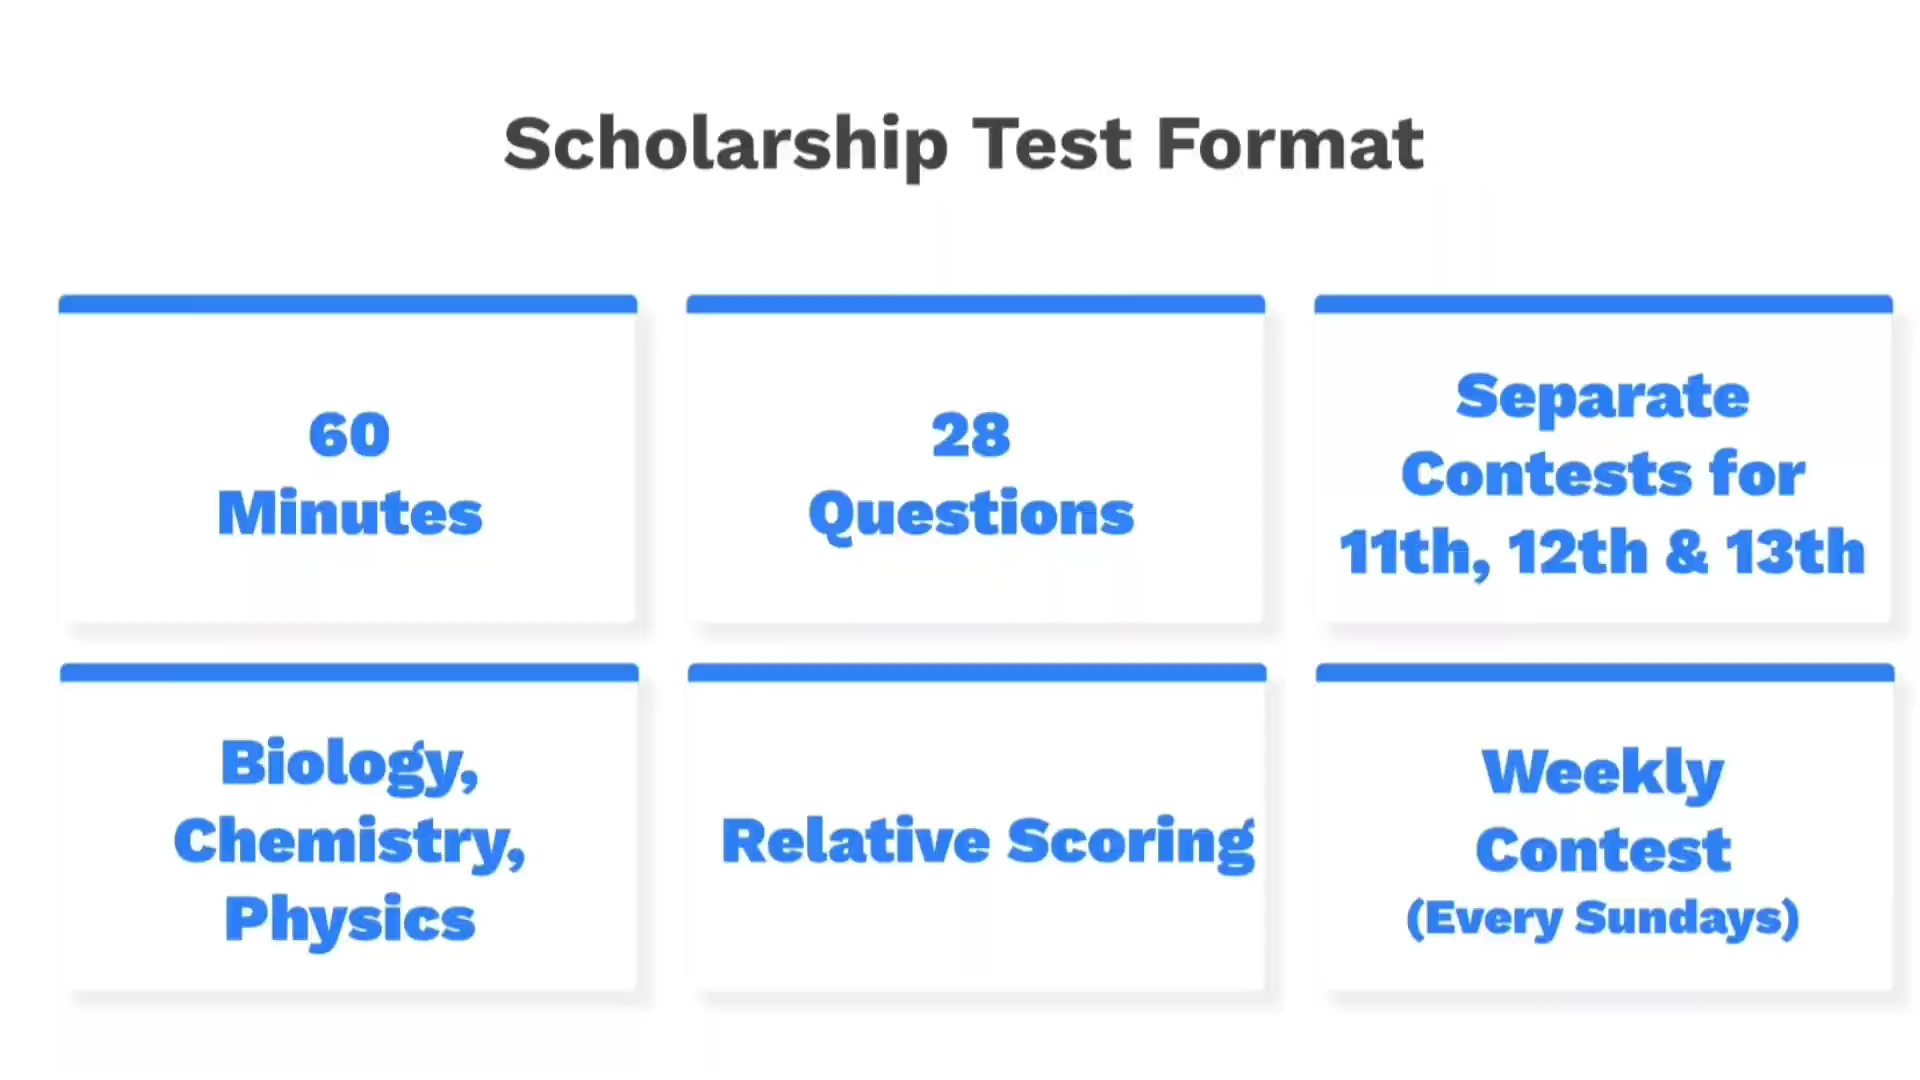 Scholarship Test Format
60
Minutes
28
Questions
Separate
Contests for
11th, 12th & 13th
Biology,
Chemistry,
Physics
Relative Scoring
Weekly
Contest
(Every Sundays)